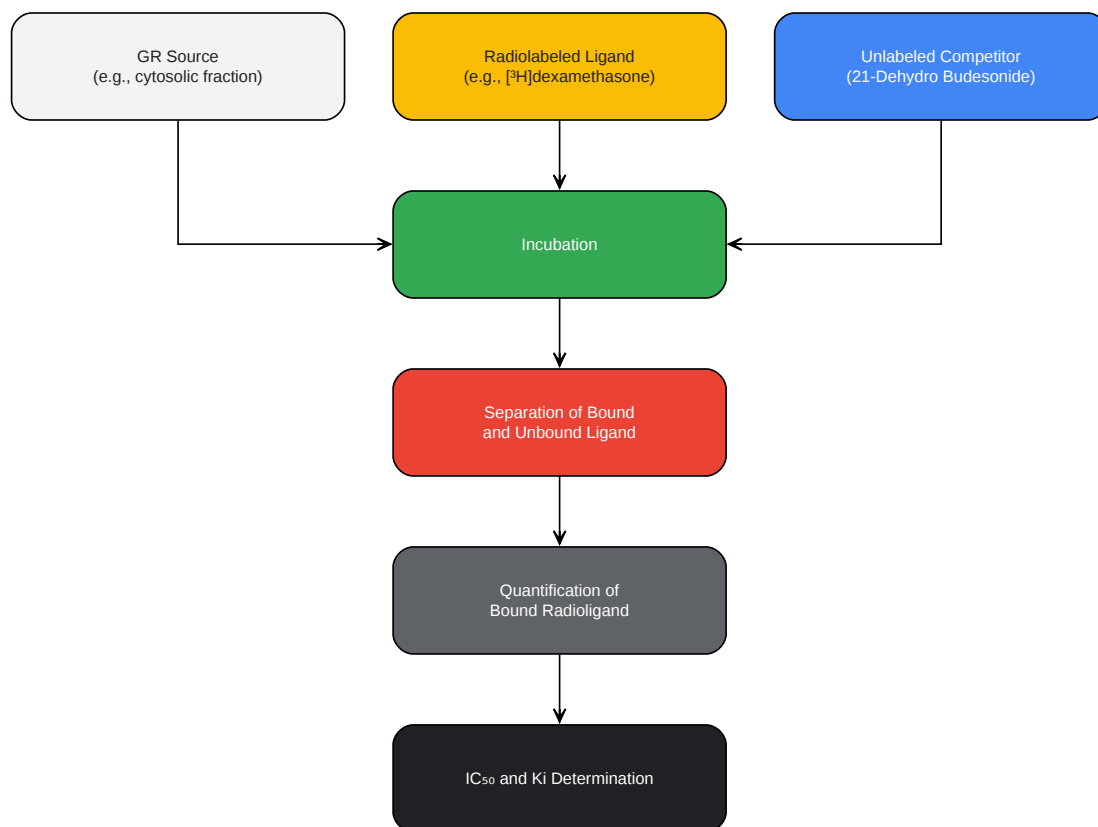 GR Source
(e.g., cytosolic fraction)
Radiolabeled Ligand
(e.g., [³H]dexamethasone)
Unlabeled Competitor
(21-Dehydro Budesonide)
Incubation
Separation of Bound
and Unbound Ligand
Quantification of
Bound Radioligand
IC₅₀ and Ki Determination